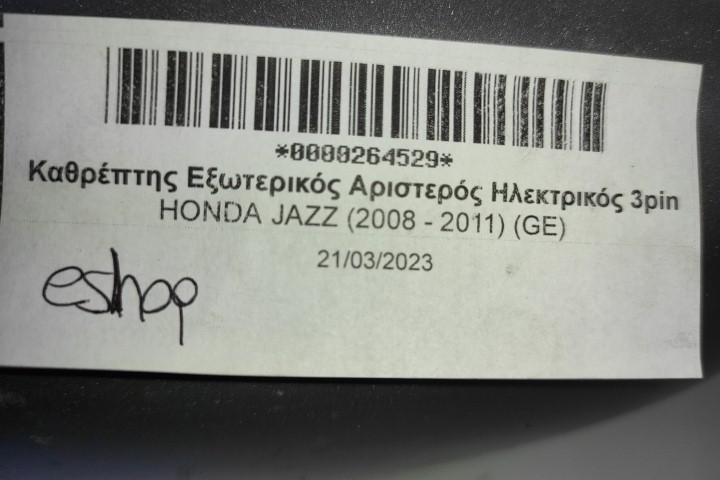 *0000264529*
Καθρέπτης Εξωτερικός Αριστερός Ηλεκτρικός 3pin
HONDA JAZZ (2008 - 2011) (GE)
21/03/2023
eshop